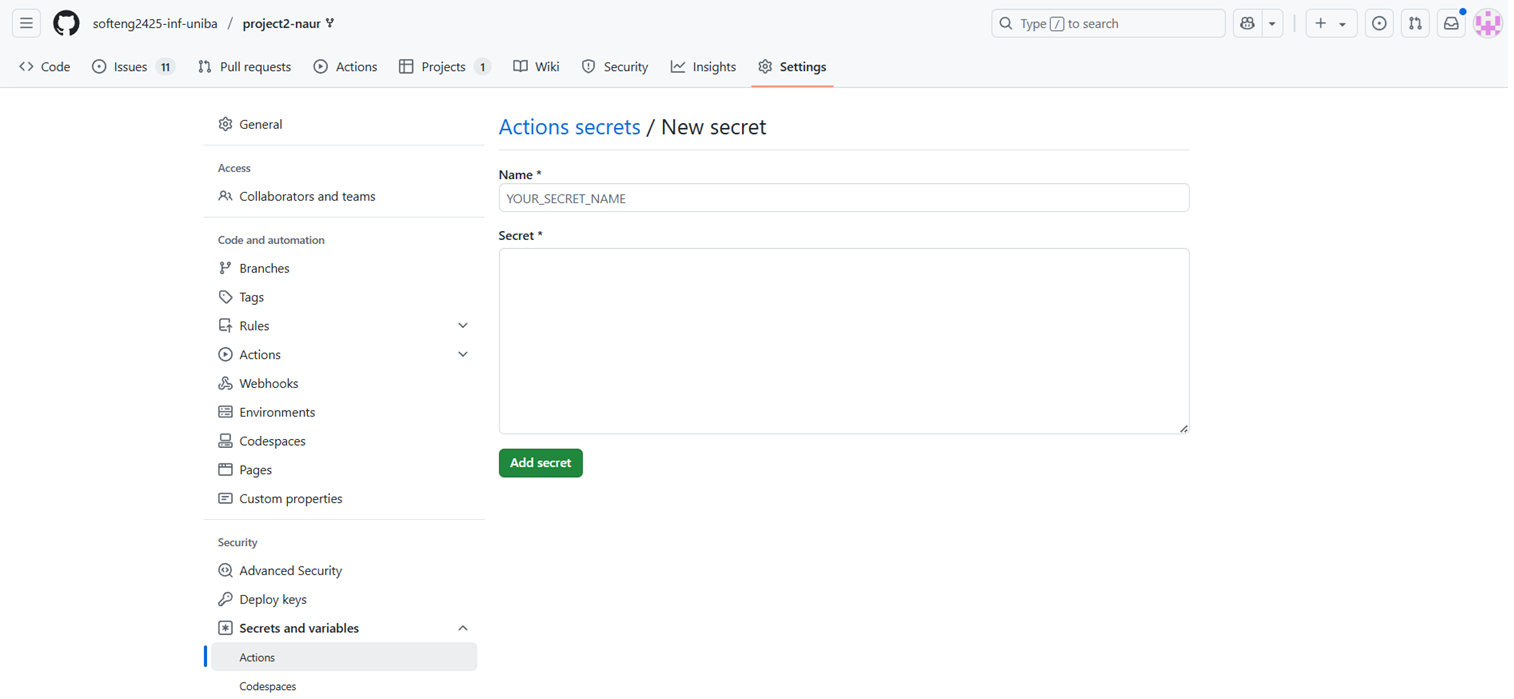 softeng2425-inf-uniba / project2-naur
Type / to search
Code
Issues 11
Pull requests
Actions
Projects 1
Wiki
Security
Insights
Settings
General
Access
Collaborators and teams
Code and automation
Branches
Tags
Rules
Actions
Webhooks
Environments
Codespaces
Pages
Custom properties
Security
Advanced Security
Deploy keys
Secrets and variables
Actions
Codespaces
Actions secrets / New secret
Name *
YOUR_SECRET_NAME
Secret *
Add secret